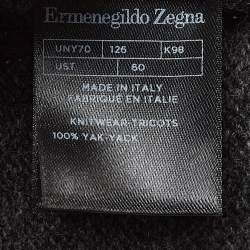 Ermenegildo Zegna
UNY70 126 K98
UST 60
MADE IN ITALY
FABRIQUÉ EN ITALIE
KNITWEAR-TRICOTS
100% YAK-YACK